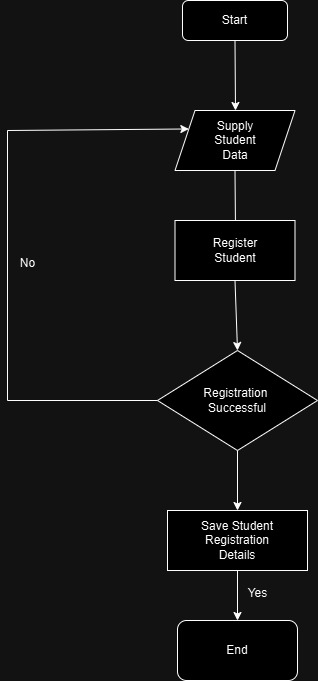 Start
Supply
Student
Data
Register
Student
No
Registration
Successful
Save Student
Registration
Details
Yes
End